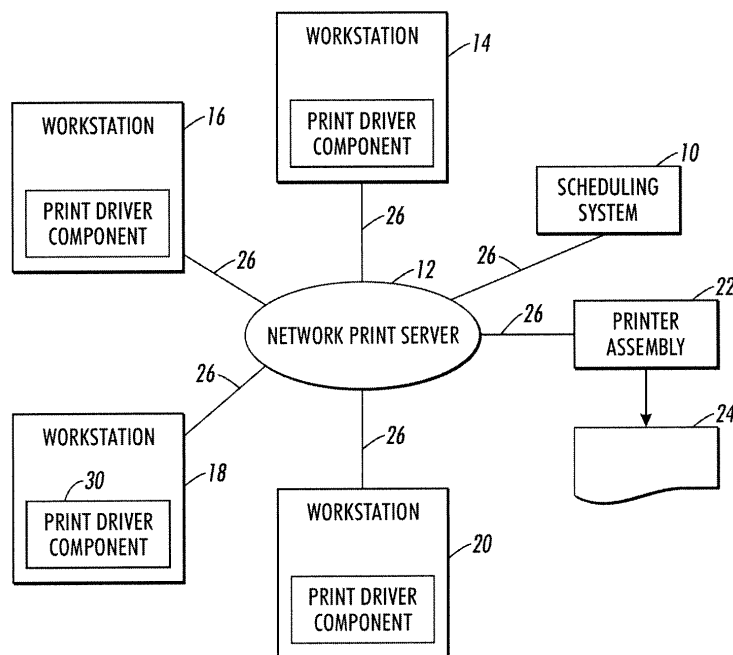 WORKSTATION
14
PRINT DRIVER
COMPONENT
WORKSTATION
16
PRINT DRIVER
COMPONENT
10
SCHEDULING
SYSTEM
26
26
26
12
NETWORK PRINT SERVER
26
22
PRINTER
ASSEMBLY
26
24
WORKSTATION
18
30
PRINT DRIVER
COMPONENT
26
WORKSTATION
20
PRINT DRIVER
COMPONENT